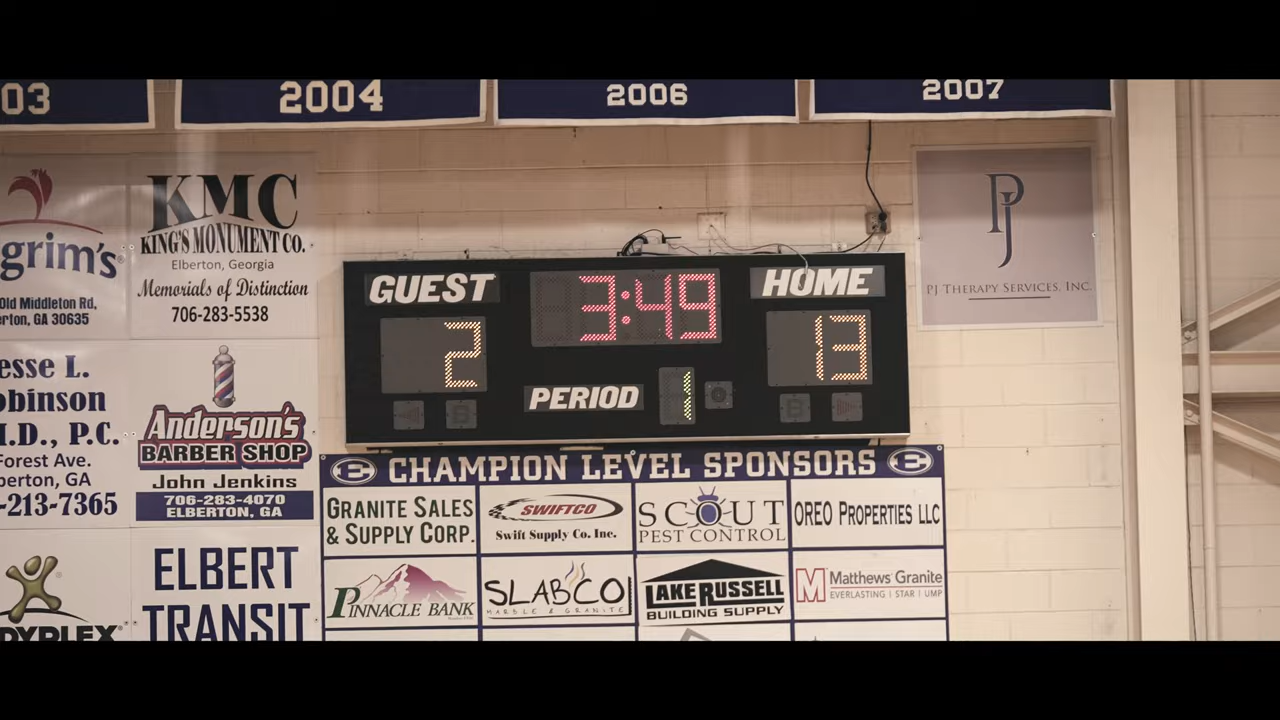 03
2004
2006
2007
grim's
Old Middleton Rd,
erton, GA 30635
KMC
KING'S MONUMENT CO.
Elberton, Georgia
Memorials of Distinction
706-283-5538
PJ
PJ THERAPY SERVICES, INC.
GUEST
3:49
HOME
2
13
PERIOD
1
esse L.
obinson
.D., P.C.
Forest Ave.
berton, GA
-213-7365
Anderson's
BARBER SHOP
John Jenkins
706-283-4070
ELBERTON, GA
DYPLEX
ELBERT
TRANSIT
E CHAMPION LEVEL SPONSORS E
GRANITE SALES
& SUPPLY CORP.
SWIFTCO
Swift Supply Co. Inc.
SCOUT
PEST CONTROL
OREO PROPERTIES LLC
PINNACLE BANK
SLABCO
MARBLE & GRANITE
LAKE RUSSELL
BUILDING SUPPLY
M Matthews Granite
EVERLASTING | STAR | UMP